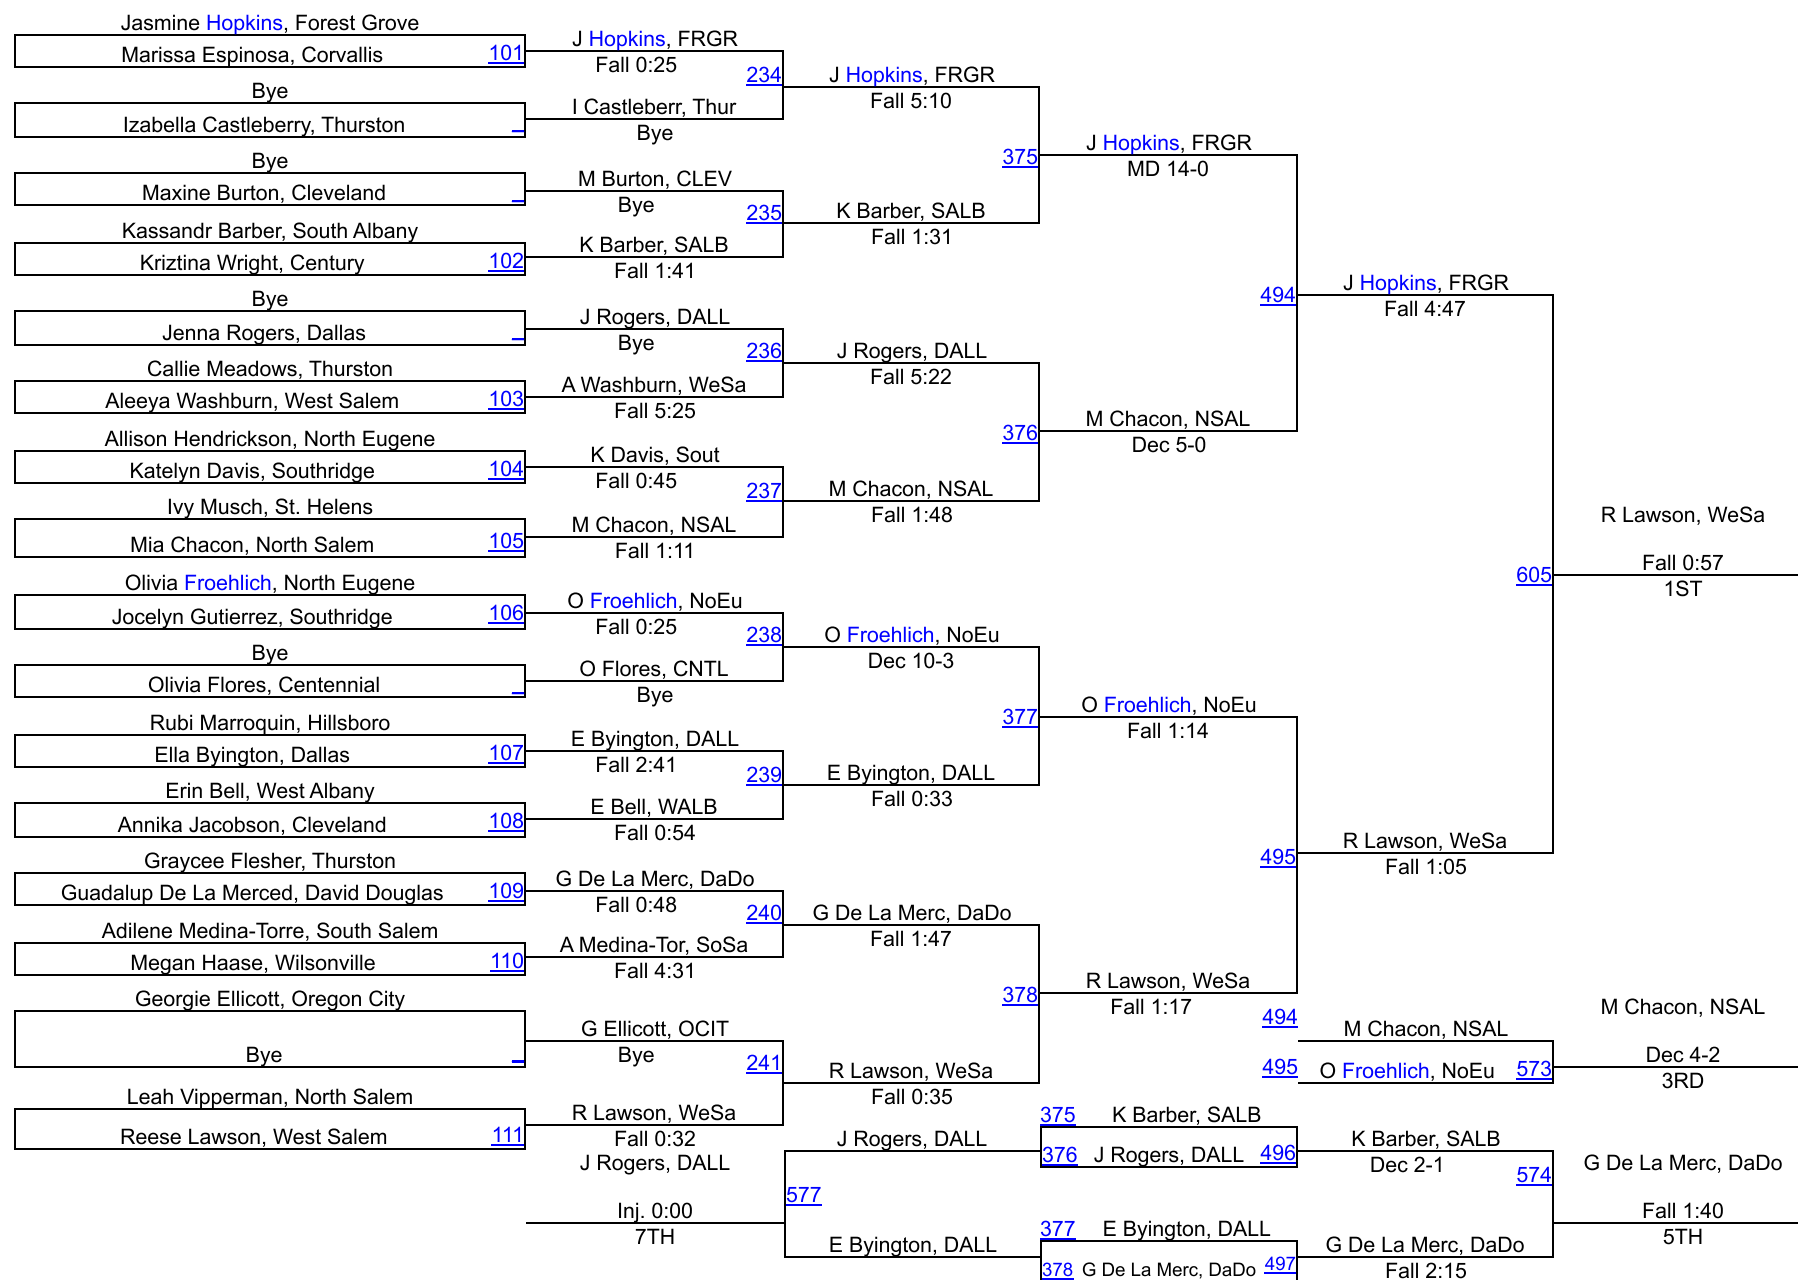 Jasmine Hopkins, Forest Grove
Marissa Espinosa, Corvallis 101
Bye
Izabella Castleberry, Thurston _
Bye
Maxine Burton, Cleveland _
Kassandr Barber, South Albany
Kriztina Wright, Century 102
Bye
Jenna Rogers, Dallas _
Callie Meadows, Thurston
Aleeya Washburn, West Salem 103
Allison Hendrickson, North Eugene
Katelyn Davis, Southridge 104
Ivy Musch, St. Helens
Mia Chacon, North Salem 105
Olivia Froehlich, North Eugene
Jocelyn Gutierrez, Southridge 106
Bye
Olivia Flores, Centennial _
Rubi Marroquin, Hillsboro
Ella Byington, Dallas 107
Erin Bell, West Albany
Annika Jacobson, Cleveland 108
Graycee Flesher, Thurston
Guadalup De La Merced, David Douglas 109
Adilene Medina-Torre, South Salem
Megan Haase, Wilsonville 110
Georgie Ellicott, Oregon City
Bye _
Leah Vipperman, North Salem
Reese Lawson, West Salem 111
J Hopkins, FRGR
Fall 0:25
234
I Castleberr, Thur
Bye
M Burton, CLEV
Bye
235
K Barber, SALB
Fall 1:41
J Rogers, DALL
Bye
236
A Washburn, WeSa
Fall 5:25
K Davis, Sout
Fall 0:45
237
M Chacon, NSAL
Fall 1:11
O Froehlich, NoEu
Fall 0:25
238
O Flores, CNTL
Bye
E Byington, DALL
Fall 2:41
239
E Bell, WALB
Fall 0:54
G De La Merc, DaDo
Fall 0:48
240
A Medina-Tor, SoSa
Fall 4:31
G Ellicott, OCIT
Bye
241
R Lawson, WeSa
Fall 0:32
J Rogers, DALL
Inj. 0:00
7TH
J Hopkins, FRGR
Fall 5:10
375
K Barber, SALB
Fall 1:31
J Rogers, DALL
Fall 5:22
376
M Chacon, NSAL
Fall 1:48
O Froehlich, NoEu
Dec 10-3
377
E Byington, DALL
Fall 0:33
G De La Merc, DaDo
Fall 1:47
378
R Lawson, WeSa
Fall 0:35
J Rogers, DALL
577
E Byington, DALL
J Hopkins, FRGR
MD 14-0
494
M Chacon, NSAL
Dec 5-0
O Froehlich, NoEu
Fall 1:14
495
R Lawson, WeSa
Fall 1:17
375 K Barber, SALB
376 J Rogers, DALL 496
377 E Byington, DALL
378 G De La Merc, DaDo 497
J Hopkins, FRGR
Fall 4:47
605
R Lawson, WeSa
Fall 1:05
494
M Chacon, NSAL
495 O Froehlich, NoEu 573
K Barber, SALB
Dec 2-1
574
G De La Merc, DaDo
Fall 2:15
R Lawson, WeSa
Fall 0:57
1ST
M Chacon, NSAL
Dec 4-2
3RD
G De La Merc, DaDo
Fall 1:40
5TH